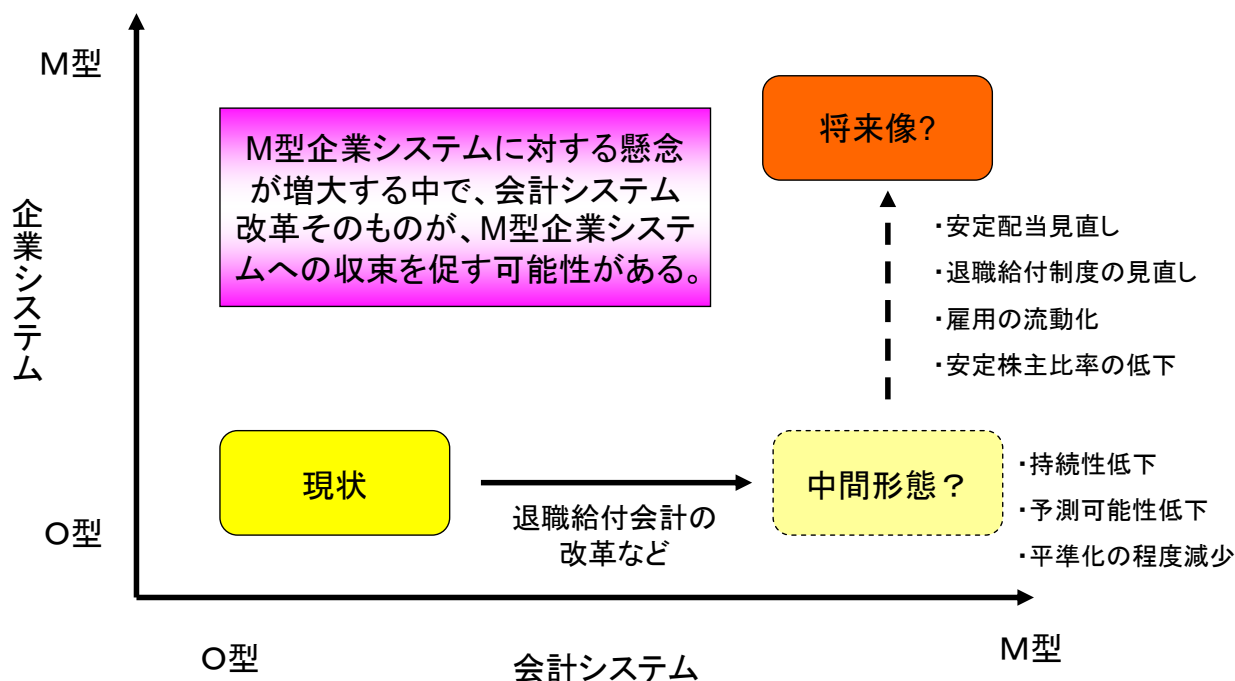 M型
将来像?
M型企業システムに対する懸念
が増大する中で、会計システム
改革そのものが、M型企業システ
ムへの収束を促す可能性がある。
企業システム
・安定配当見直し
・退職給付制度の見直し
・雇用の流動化
・安定株主比率の低下
現状
中間形態？
・持続性低下
・予測可能性低下
・平準化の程度減少
退職給付会計の
改革など
O型
O型
会計システム
M型